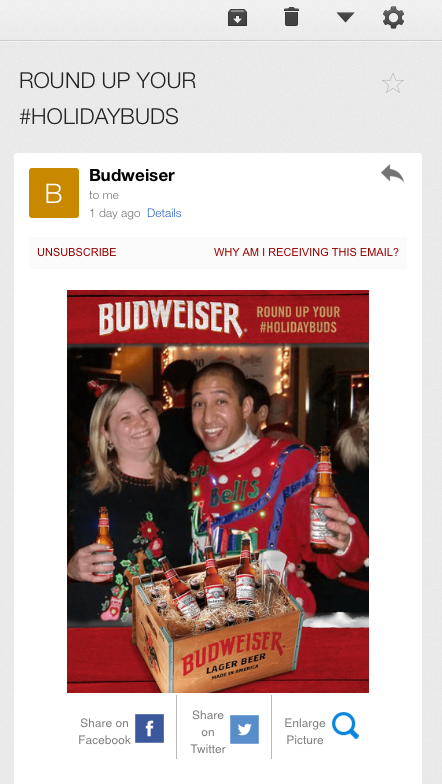 ROUND UP YOUR
#HOLIDAYBUDS
B
Budweiser
to me
1 day ago Details
UNSUBSCRIBE WHY AM I RECEIVING THIS EMAIL?
BUDWEISER
ROUND UP YOUR
#HOLIDAYBUDS
Bells
BUDWEISER
LAGER BEER
MADE IN AMERICA
Share on
Facebook
f
Share
on
Twitter
Enlarge
Picture